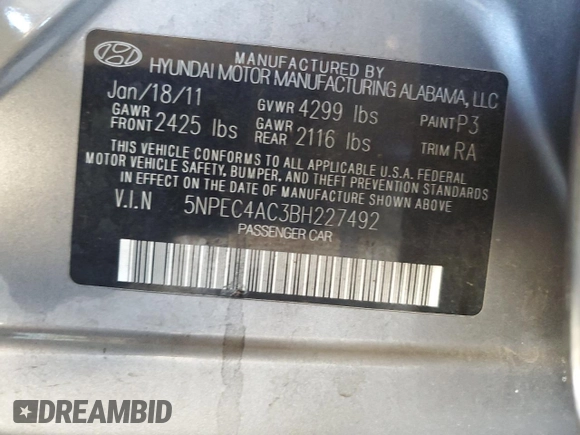 MANUFACTURED BY
HYUNDAI MOTOR MANUFACTURING ALABAMA, LLC
Jan/18/11 GVWR 4299 lbs PAINT P3
GAWR FRONT 2425 lbs GAWR REAR 2116 lbs TRIM RA
THIS VEHICLE CONFORMS TO ALL APPLICABLE U.S.A. FEDERAL
MOTOR VEHICLE SAFETY, BUMPER, AND THEFT PREVENTION STANDARDS
IN EFFECT ON THE DATE OF MANUFACTURE SHOWN ABOVE.
V.I.N 5NPEC4AC3BH227492
PASSENGER CAR
DREAMBID